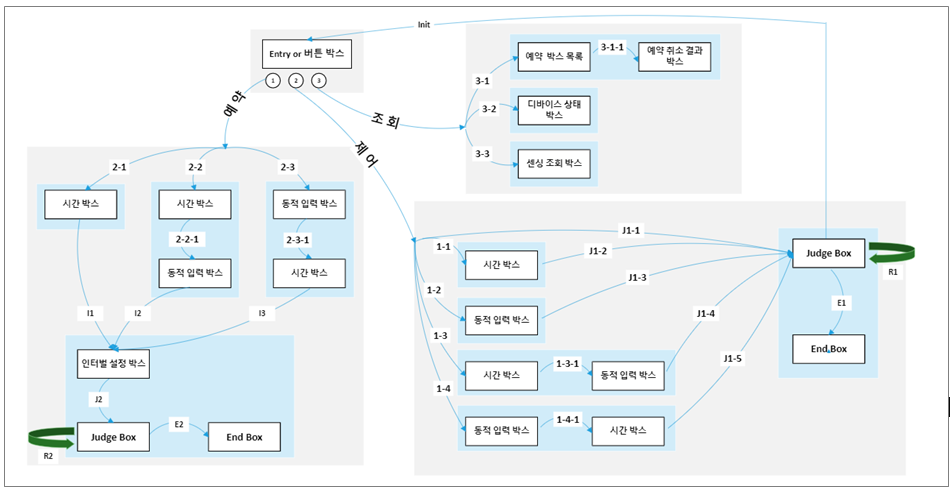 Init
Entry or 버튼 박스
1
2
3
예약
조회
제어
3-1
예약 박스 목록
3-1-1
예약 취소 결과
박스
3-2
디바이스 상태
박스
3-3
센싱 조회 박스
2-1
2-2
2-3
시간 박스
시간 박스
동적 입력 박스
2-2-1
2-3-1
동적 입력 박스
시간 박스
I1
I2
I3
인터벌 설정 박스
J2
Judge Box
E2
End Box
R2
J1-1
1-1
시간 박스
J1-2
1-2
동적 입력 박스
J1-3
1-3
시간 박스
1-3-1
동적 입력 박스
J1-4
1-4
동적 입력 박스
1-4-1
시간 박스
J1-5
Judge Box
R1
E1
End Box